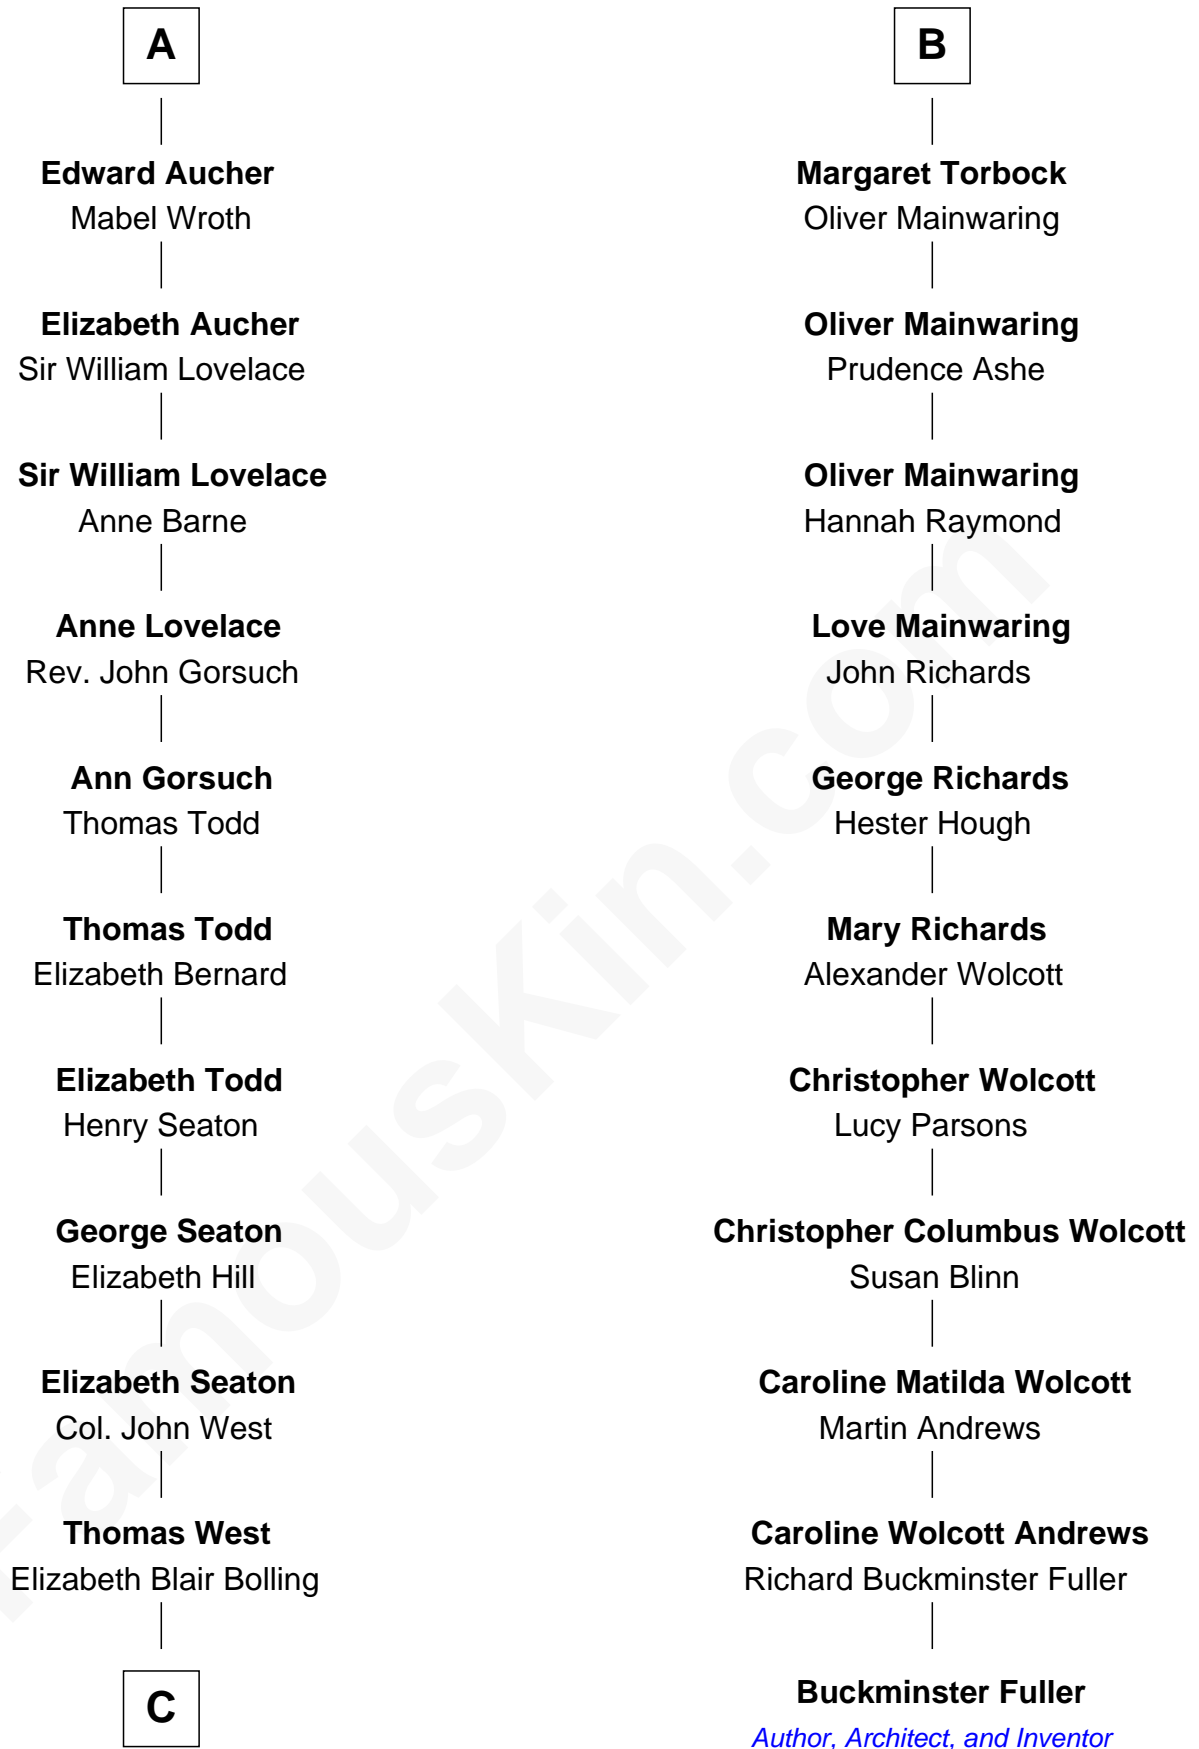 A
Edward Aucher
Mabel Wroth
Elizabeth Aucher
Sir William Lovelace
Sir William Lovelace
Anne Barne
Anne Lovelace
Rev. John Gorsuch
Ann Gorsuch
Thomas Todd
Thomas Todd
Elizabeth Bernard
Elizabeth Todd
Henry Seaton
George Seaton
Elizabeth Hill
Elizabeth Seaton
Col. John West
Thomas West
Elizabeth Blair Bolling
C
B
Margaret Torbock
Oliver Mainwaring
Oliver Mainwaring
Prudence Ashe
Oliver Mainwaring
Hannah Raymond
Love Mainwaring
John Richards
George Richards
Hester Hough
Mary Richards
Alexander Wolcott
Christopher Wolcott
Lucy Parsons
Christopher Columbus Wolcott
Susan Blinn
Caroline Matilda Wolcott
Martin Andrews
Caroline Wolcott Andrews
Richard Buckminster Fuller
Buckminster Fuller
Author, Architect, and Inventor
FamousKin.com